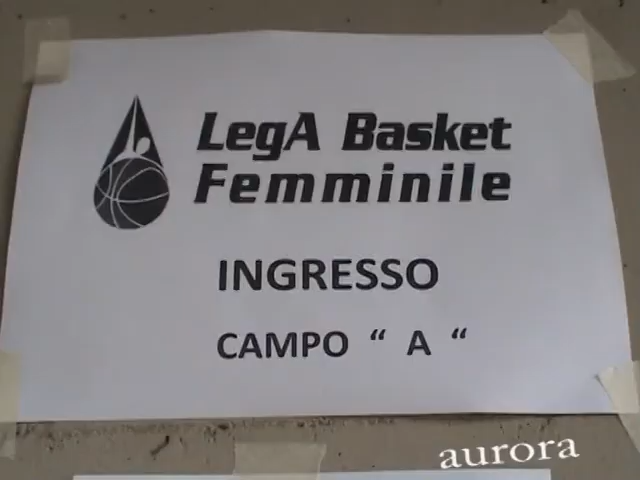 LegA Basket
Femminile
INGRESSO
CAMPO “ A “
aurora